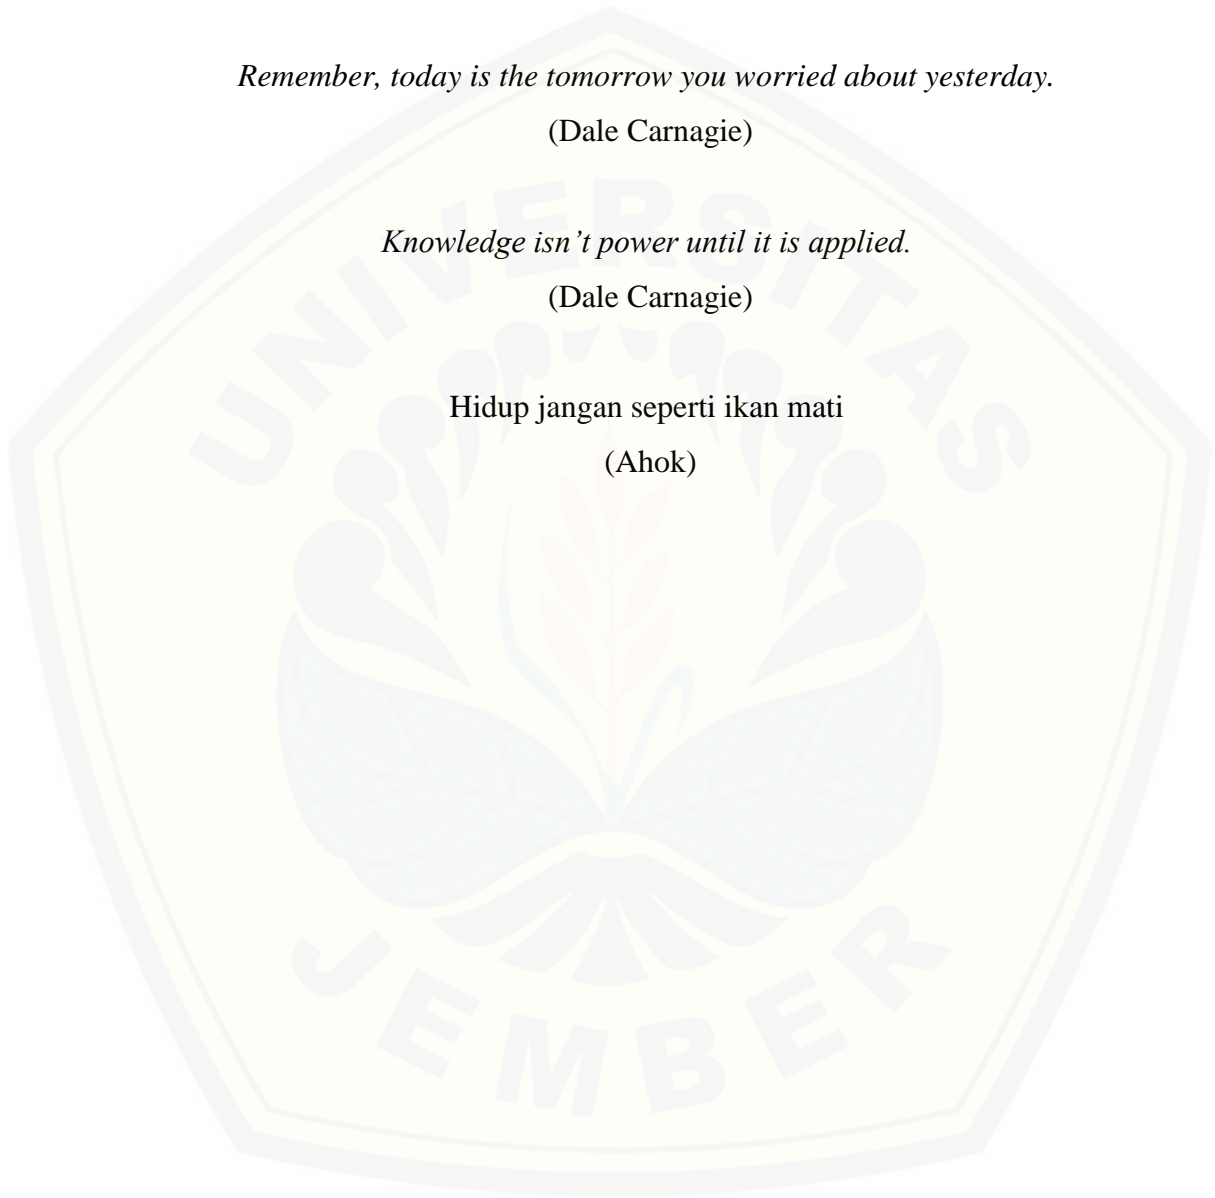 Remember, today is the tomorrow you worried about yesterday.
(Dale Carnagie)
Knowledge isn’t power until it is applied.
(Dale Carnagie)
Hidup jangan seperti ikan mati
(Ahok)
UNIVERSITAS
JEMBER